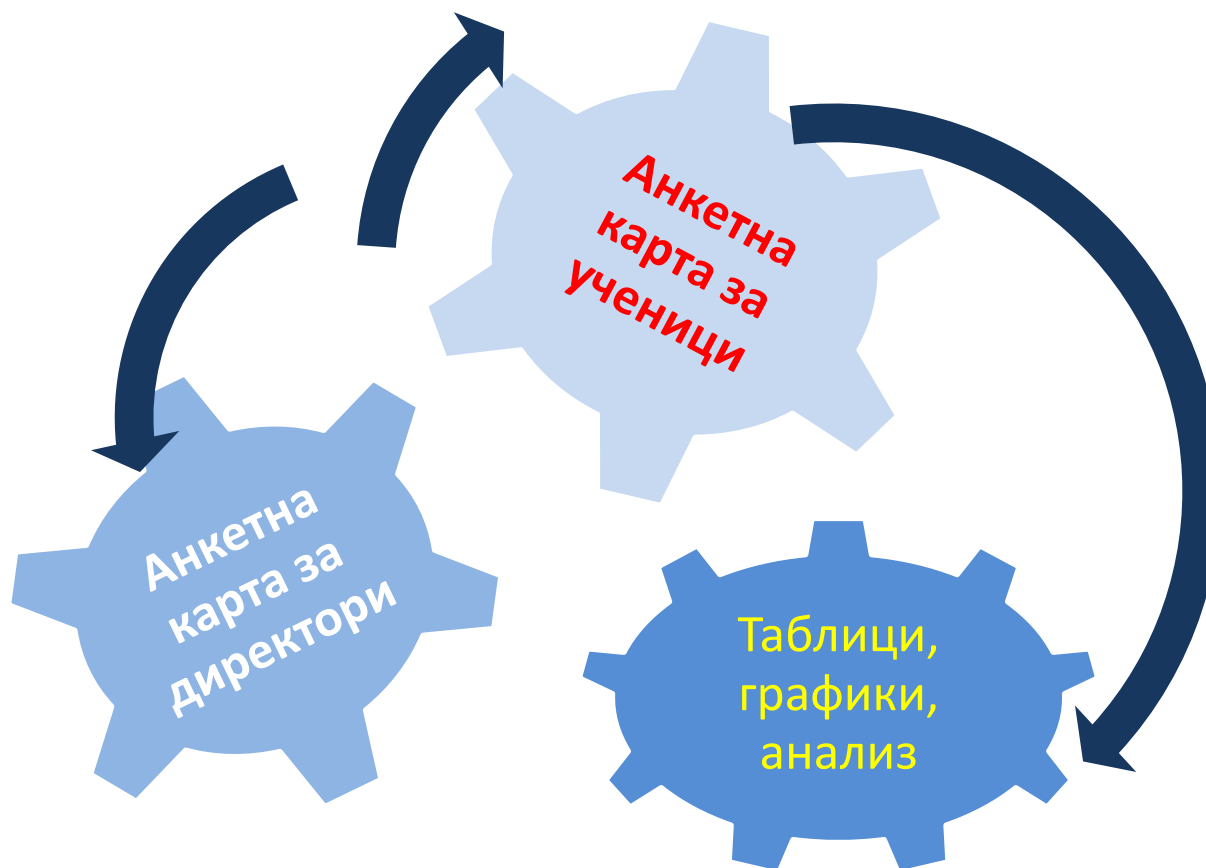 Анкетна
карта за
ученици
Анкетна
карта за
директори
Таблици,
графики,
анализ